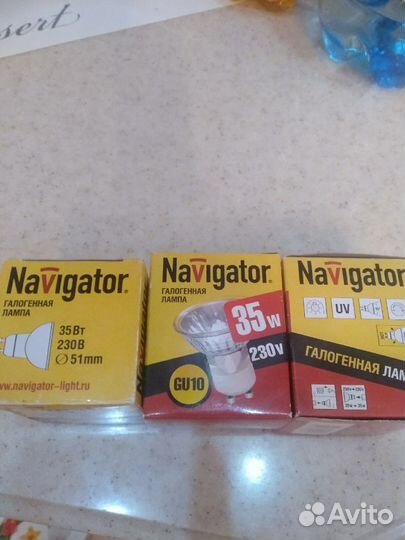 sert
Navigator®
ГАЛОГЕННАЯ
ЛАМПА
35Вт
230В
Ø 51mm
www.navigator-light.ru
Navigator®
ГАЛОГЕННАЯ
ЛАМПА
35W
230V
GU10
Navigator
UV
ГАЛОГЕННАЯ ЛАМ
Avito